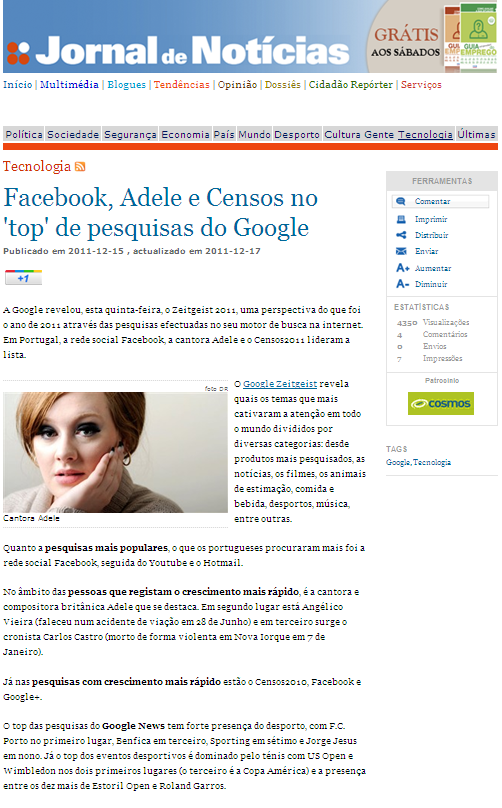 Jornal de Notícias
GRÁTIS
AOS SÁBADOS
GUIA EMPREGO
Início | Multimédia | Blogues | Tendências | Opinião | Dossiês | Cidadão Repórter | Serviços
Política Sociedade Segurança Economia País Mundo Desporto Cultura Gente Tecnologia Últimas
Tecnologia
Facebook, Adele e Censos no
'top' de pesquisas do Google
Publicado em 2011-12-15 , actualizado em 2011-12-17
+1
A Google revelou, esta quinta-feira, o Zeitgeist 2011, uma perspectiva do que foi
o ano de 2011 através das pesquisas efectuadas no seu motor de busca na internet.
Em Portugal, a rede social Facebook, a cantora Adele e o Censos2011 lideram a
lista.
foto DR
Cantora Adele
O Google Zeitgeist revela
quais os temas que mais
cativaram a atenção em todo
o mundo divididos por
diversas categorias: desde
produtos mais pesquisados, as
notícias, os filmes, os animais
de estimação, comida e
bebida, desportos, música,
entre outras.
Quanto a pesquisas mais populares, o que os portugueses procuraram mais foi a
rede social Facebook, seguida do Youtube e o Hotmail.
No âmbito das pessoas que registam o crescimento mais rápido, é a cantora e
compositora britânica Adele que se destaca. Em segundo lugar está Angélico
Vieira (faleceu num acidente de viação em 28 de Junho) e em terceiro surge o
cronista Carlos Castro (morto de forma violenta em Nova Iorque em 7 de
Janeiro).
Já nas pesquisas com crescimento mais rápido estão o Censos2010, Facebook e
Google+.
O top das pesquisas do Google News tem forte presença do desporto, com F.C.
Porto no primeiro lugar, Benfica em terceiro, Sporting em sétimo e Jorge Jesus
em nono. Já o top dos eventos desportivos é dominado pelo ténis com US Open e
Wimbledon nos dois primeiros lugares (o terceiro é a Copa América) e a presença
entre os dez mais de Estoril Open e Roland Garros.
FERRAMENTAS
Comentar
Imprimir
Distribuir
Enviar
A+ Aumentar
A- Diminuir
ESTATÍSTICAS
4350 Visualizações
4 Comentários
0 Envios
7 Impressões
Patrocínio
cosmos
TAGS
Google, Tecnologia